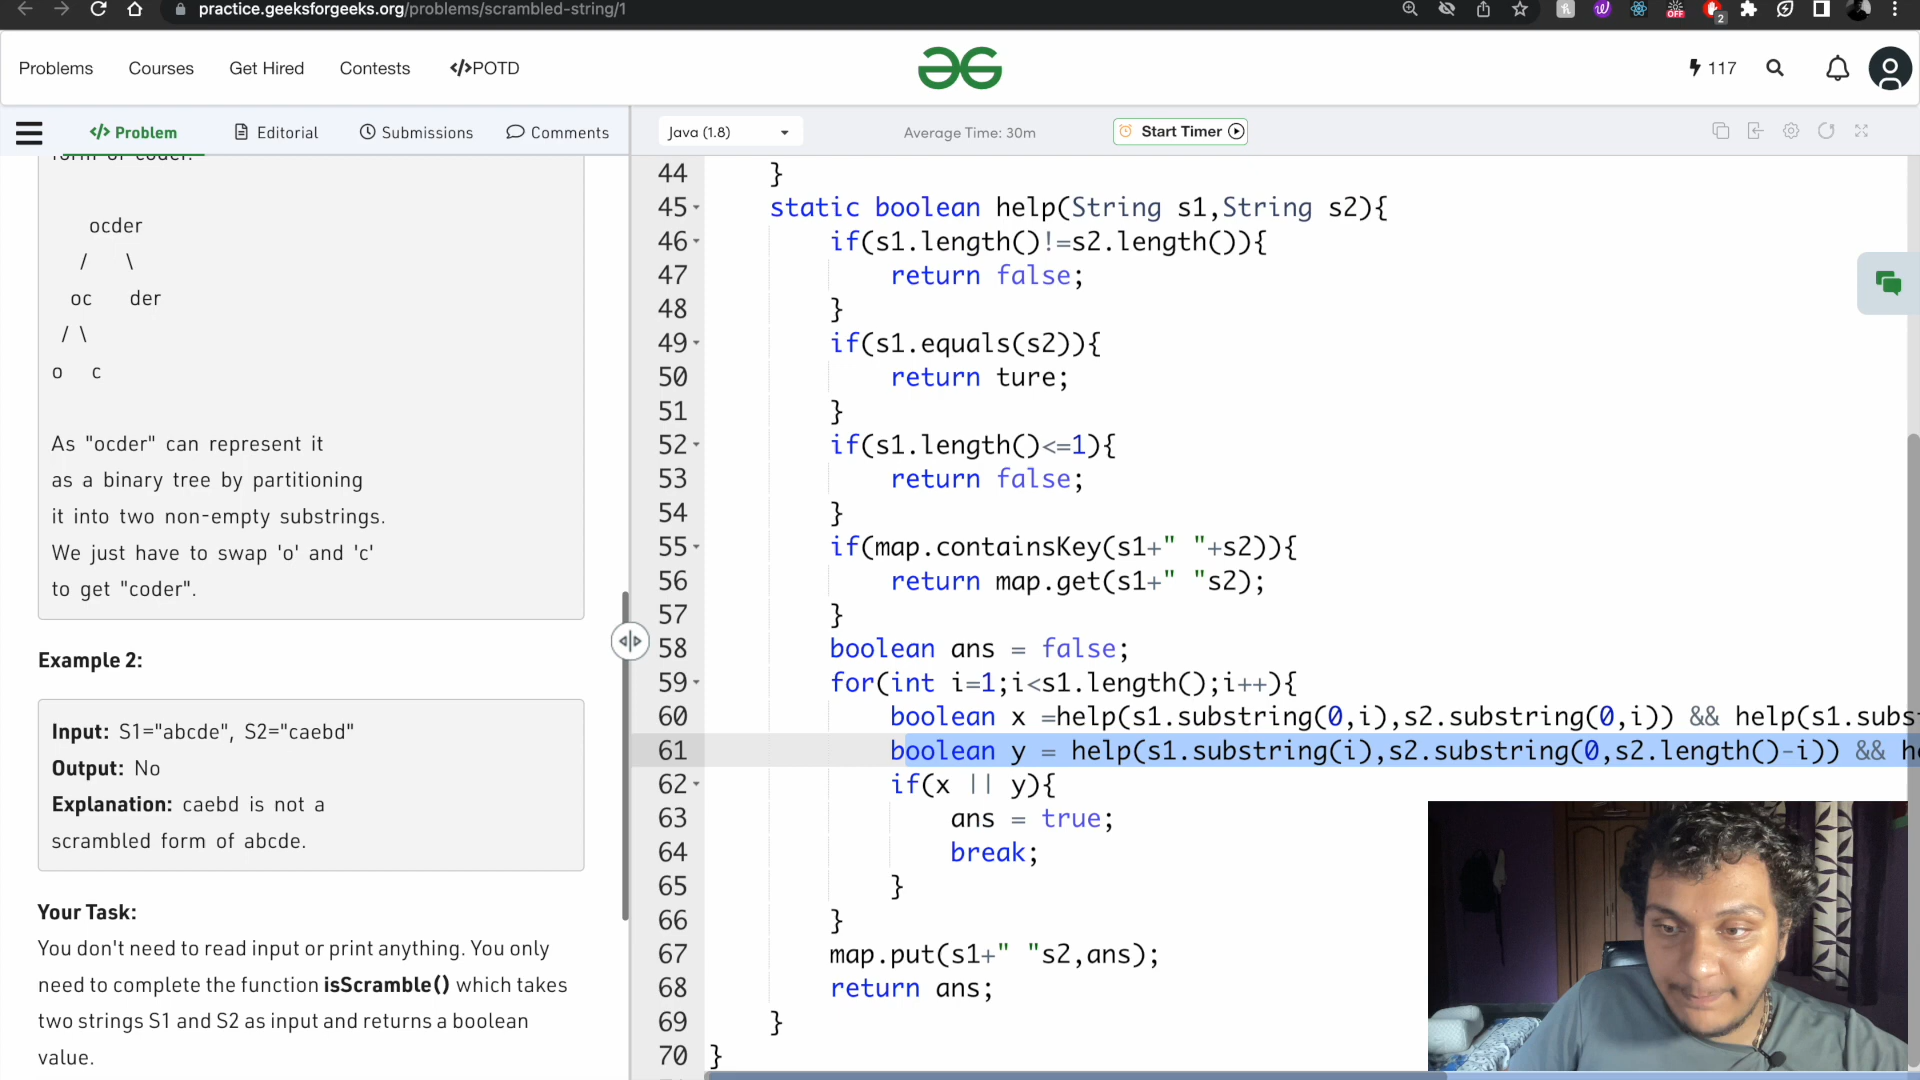 practice.geeksforgeeks.org/problems/scrambled-string/1
Problems
Courses
Get Hired
Contests
</>POTD
117
</> Problem
Editorial
Submissions
Comments
Java (1.8)
Average Time: 30m
Start Timer
OFF
2
form of coder.
ocder
/ \
oc der
/ \
o c
As "ocder" can represent it
as a binary tree by partitioning
it into two non-empty substrings.
We just have to swap 'o' and 'c'
to get "coder".
Example 2:
Input: S1="abcde", S2="caebd"
Output: No
Explanation: caebd is not a
scrambled form of abcde.
Your Task:
You don't need to read input or print anything. You only
need to complete the function isScramble() which takes
two strings S1 and S2 as input and returns a boolean
value.
44 }
45 static boolean help(String s1,String s2){
46 if(s1.length()!=s2.length()){
47 return false;
48 }
49 if(s1.equals(s2)){
50 return ture;
51 }
52 if(s1.length()<=1){
53 return false;
54 }
55 if(map.containsKey(s1+" "+s2)){
56 return map.get(s1+" "s2);
57 }
58 boolean ans = false;
59 for(int i=1;i<s1.length();i++){
60 boolean x =help(s1.substring(0,i),s2.substring(0,i)) && help(s1.subs
61 boolean y = help(s1.substring(i),s2.substring(0,s2.length()-i)) && he
62 if(x || y){
63 ans = true;
64 break;
65 }
66 }
67 map.put(s1+" "s2,ans);
68 return ans;
69 }
70 }